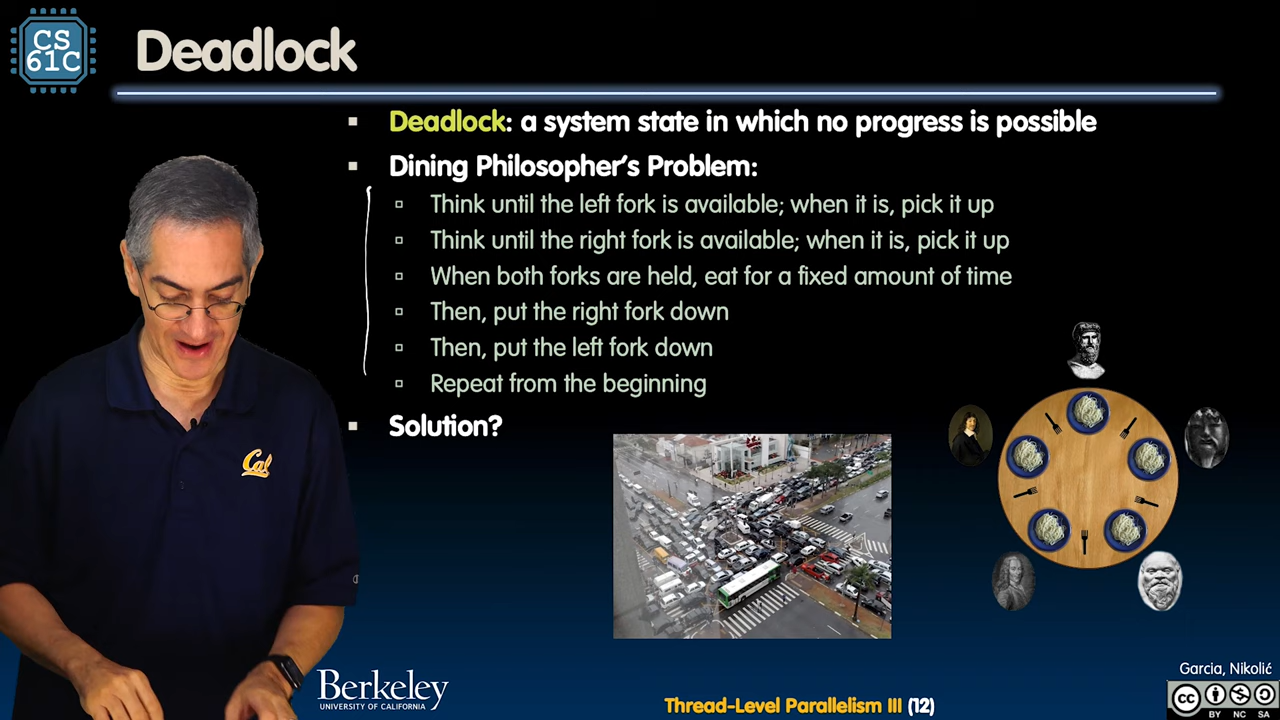 CS
61C
Deadlock
▪ Deadlock: a system state in which no progress is possible
▪ Dining Philosopher's Problem:
▫ Think until the left fork is available; when it is, pick it up
▫ Think until the right fork is available; when it is, pick it up
▫ When both forks are held, eat for a fixed amount of time
▫ Then, put the right fork down
▫ Then, put the left fork down
▫ Repeat from the beginning
▪ Solution?
Cal
Berkeley
UNIVERSITY OF CALIFORNIA
Thread-Level Parallelism III (12)
Garcia, Nikolić
cc
BY NC SA